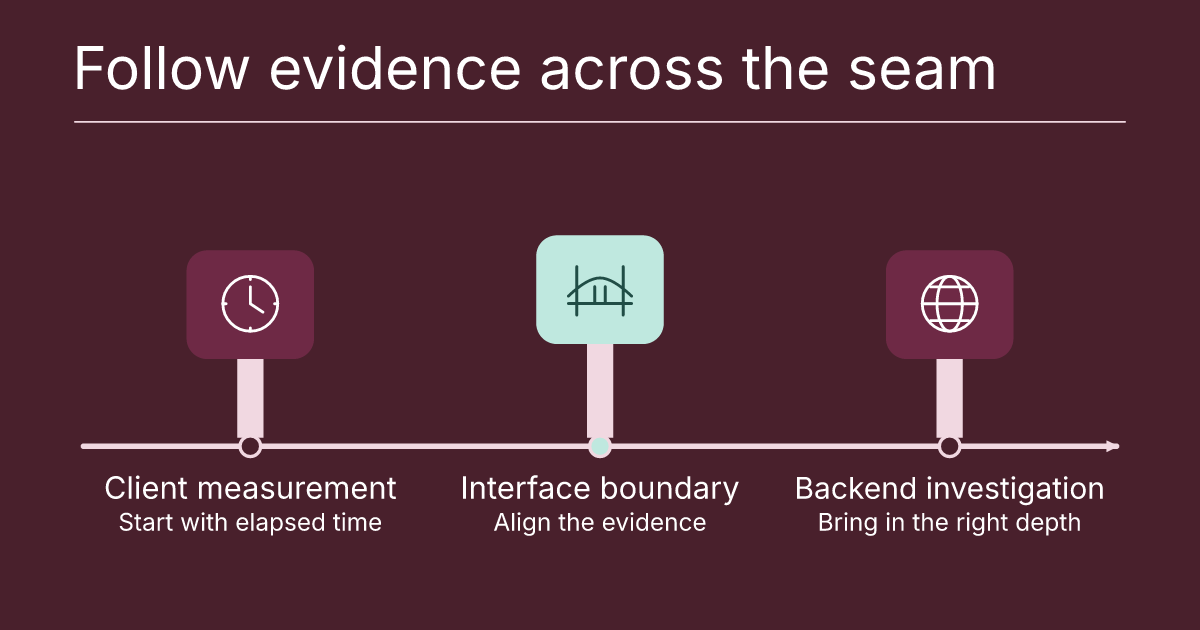 Follow evidence across the seam
Client measurement
Start with elapsed time
Interface boundary
Align the evidence
Backend investigation
Bring in the right depth